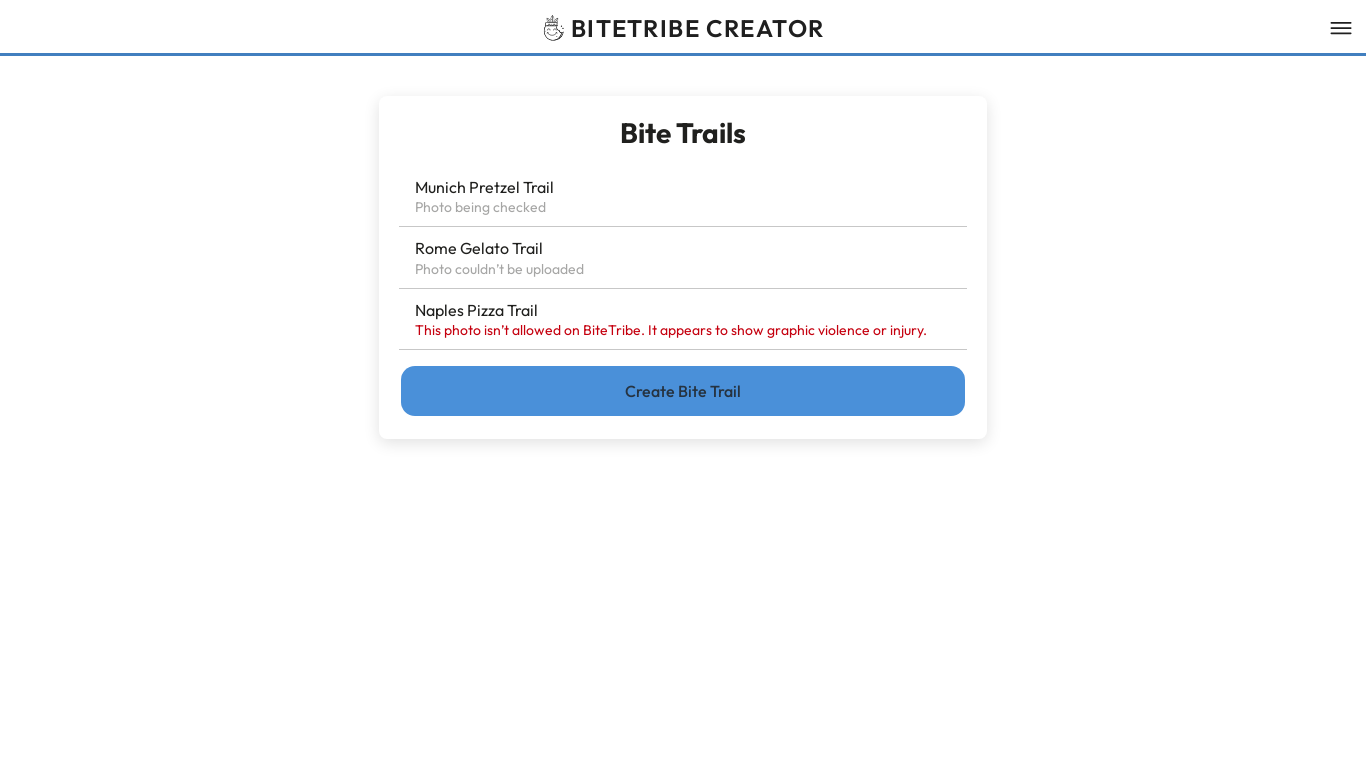 BITETRIBE CREATOR
Bite Trails
Munich Pretzel Trail
Photo being checked
Rome Gelato Trail
Photo couldn’t be uploaded
Naples Pizza Trail
This photo isn’t allowed on BiteTribe. It appears to show graphic violence or injury.
Create Bite Trail